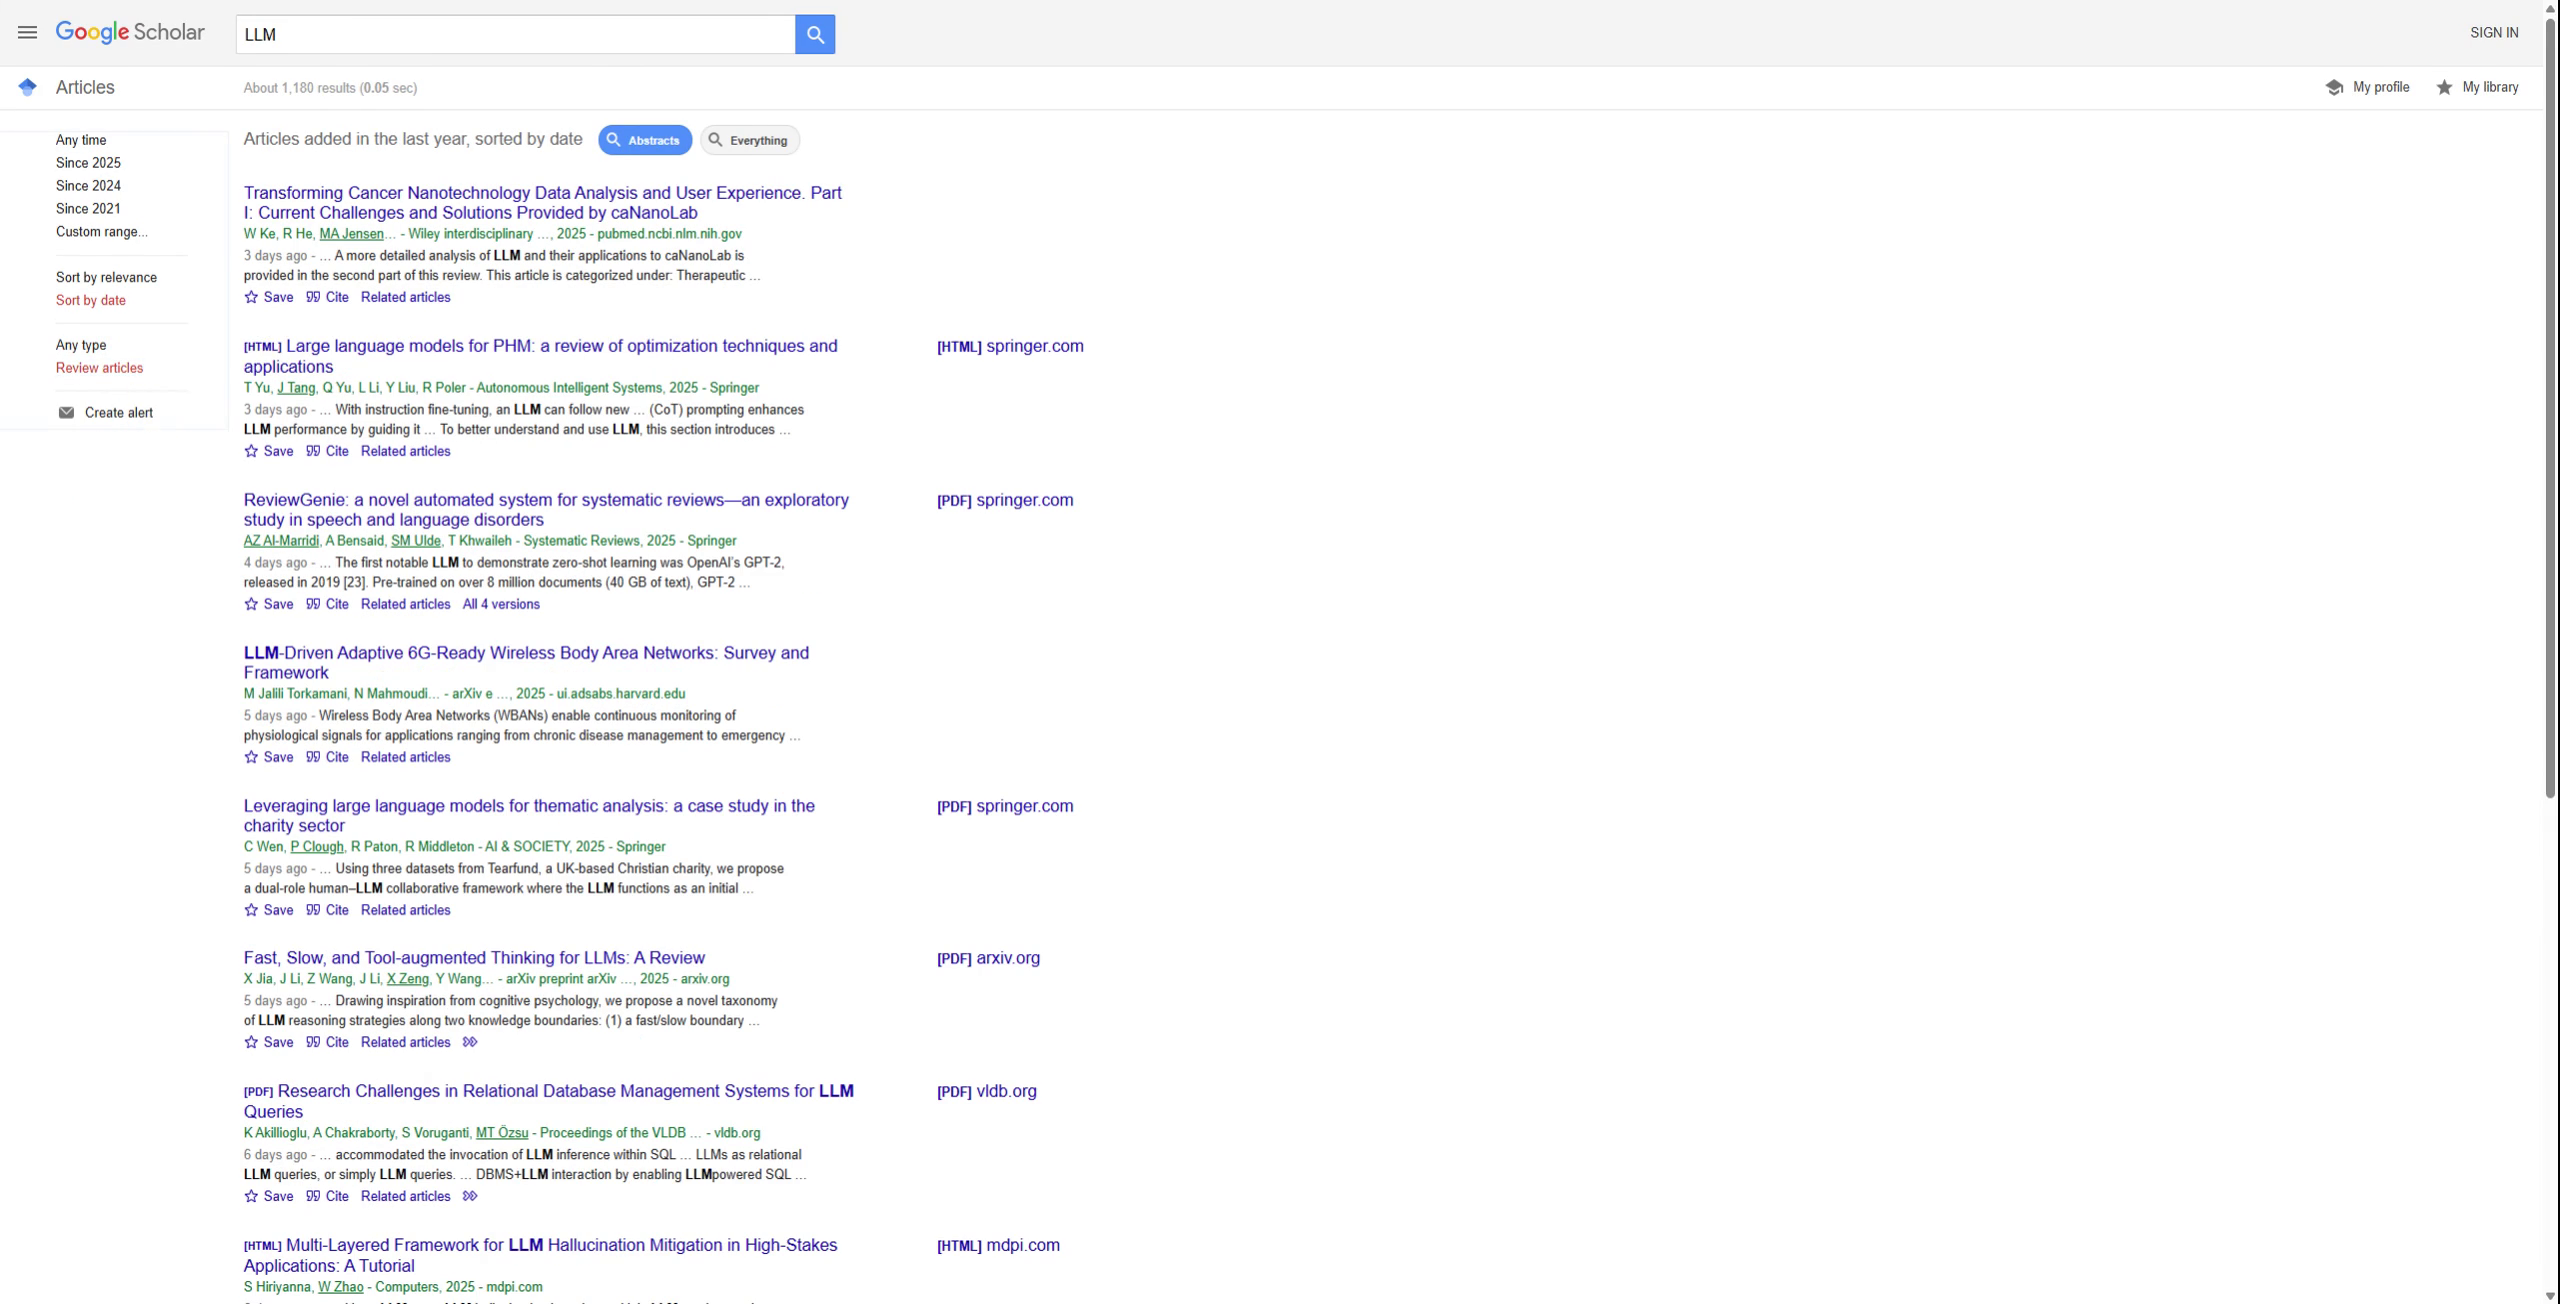 Google Scholar
LLM
SIGN IN
Articles
About 1,180 results (0.05 sec)
My profile
My library
Any time
Since 2025
Since 2024
Since 2021
Custom range...
Sort by relevance
Sort by date
Any type
Review articles
Create alert
Articles added in the last year, sorted by date
Abstracts
Everything
Transforming Cancer Nanotechnology Data Analysis and User Experience. Part
I: Current Challenges and Solutions Provided by caNanoLab
W Ke, R He, MA Jensen… - Wiley interdisciplinary …, 2025 - pubmed.ncbi.nlm.nih.gov
3 days ago - … A more detailed analysis of LLM and their applications to caNanoLab is
provided in the second part of this review. This article is categorized under: Therapeutic …
Save Cite Related articles
[HTML] Large language models for PHM: a review of optimization techniques and
applications
[HTML] springer.com
T Yu, J Tang, Q Yu, L Li, Y Liu, R Poler - Autonomous Intelligent Systems, 2025 - Springer
3 days ago - … With instruction fine-tuning, an LLM can follow new … (CoT) prompting enhances
LLM performance by guiding it … To better understand and use LLM, this section introduces …
Save Cite Related articles
ReviewGenie: a novel automated system for systematic reviews—an exploratory
study in speech and language disorders
[PDF] springer.com
AZ Al-Marridi, A Bensaid, SM Ulde, T Khwaileh - Systematic Reviews, 2025 - Springer
4 days ago - … The first notable LLM to demonstrate zero-shot learning was OpenAI's GPT-2,
released in 2019 [23]. Pre-trained on over 8 million documents (40 GB of text), GPT-2 …
Save Cite Related articles All 4 versions
LLM-Driven Adaptive 6G-Ready Wireless Body Area Networks: Survey and
Framework
M Jalili Torkamani, N Mahmoudi… - arXiv e …, 2025 - ui.adsabs.harvard.edu
5 days ago - Wireless Body Area Networks (WBANs) enable continuous monitoring of
physiological signals for applications ranging from chronic disease management to emergency …
Save Cite Related articles
Leveraging large language models for thematic analysis: a case study in the
charity sector
[PDF] springer.com
C Wen, P Clough, R Paton, R Middleton - AI & SOCIETY, 2025 - Springer
5 days ago - … Using three datasets from Tearfund, a UK-based Christian charity, we propose
a dual-role human–LLM collaborative framework where the LLM functions as an initial …
Save Cite Related articles
Fast, Slow, and Tool-augmented Thinking for LLMs: A Review
[PDF] arxiv.org
X Jia, J Li, Z Wang, J Li, X Zeng, Y Wang… - arXiv preprint arXiv …, 2025 - arxiv.org
5 days ago - … Drawing inspiration from cognitive psychology, we propose a novel taxonomy
of LLM reasoning strategies along two knowledge boundaries: (1) a fast/slow boundary …
Save Cite Related articles
[PDF] Research Challenges in Relational Database Management Systems for LLM
Queries
[PDF] vldb.org
K Akillioglu, A Chakraborty, S Voruganti, MT Özsu - Proceedings of the VLDB … - vldb.org
6 days ago - … accommodated the invocation of LLM inference within SQL … LLMs as relational
LLM queries, or simply LLM queries. … DBMS+LLM interaction by enabling LLMpowered SQL …
Save Cite Related articles
[HTML] Multi-Layered Framework for LLM Hallucination Mitigation in High-Stakes
Applications: A Tutorial
[HTML] mdpi.com
S Hiriyanna, W Zhao - Computers, 2025 - mdpi.com